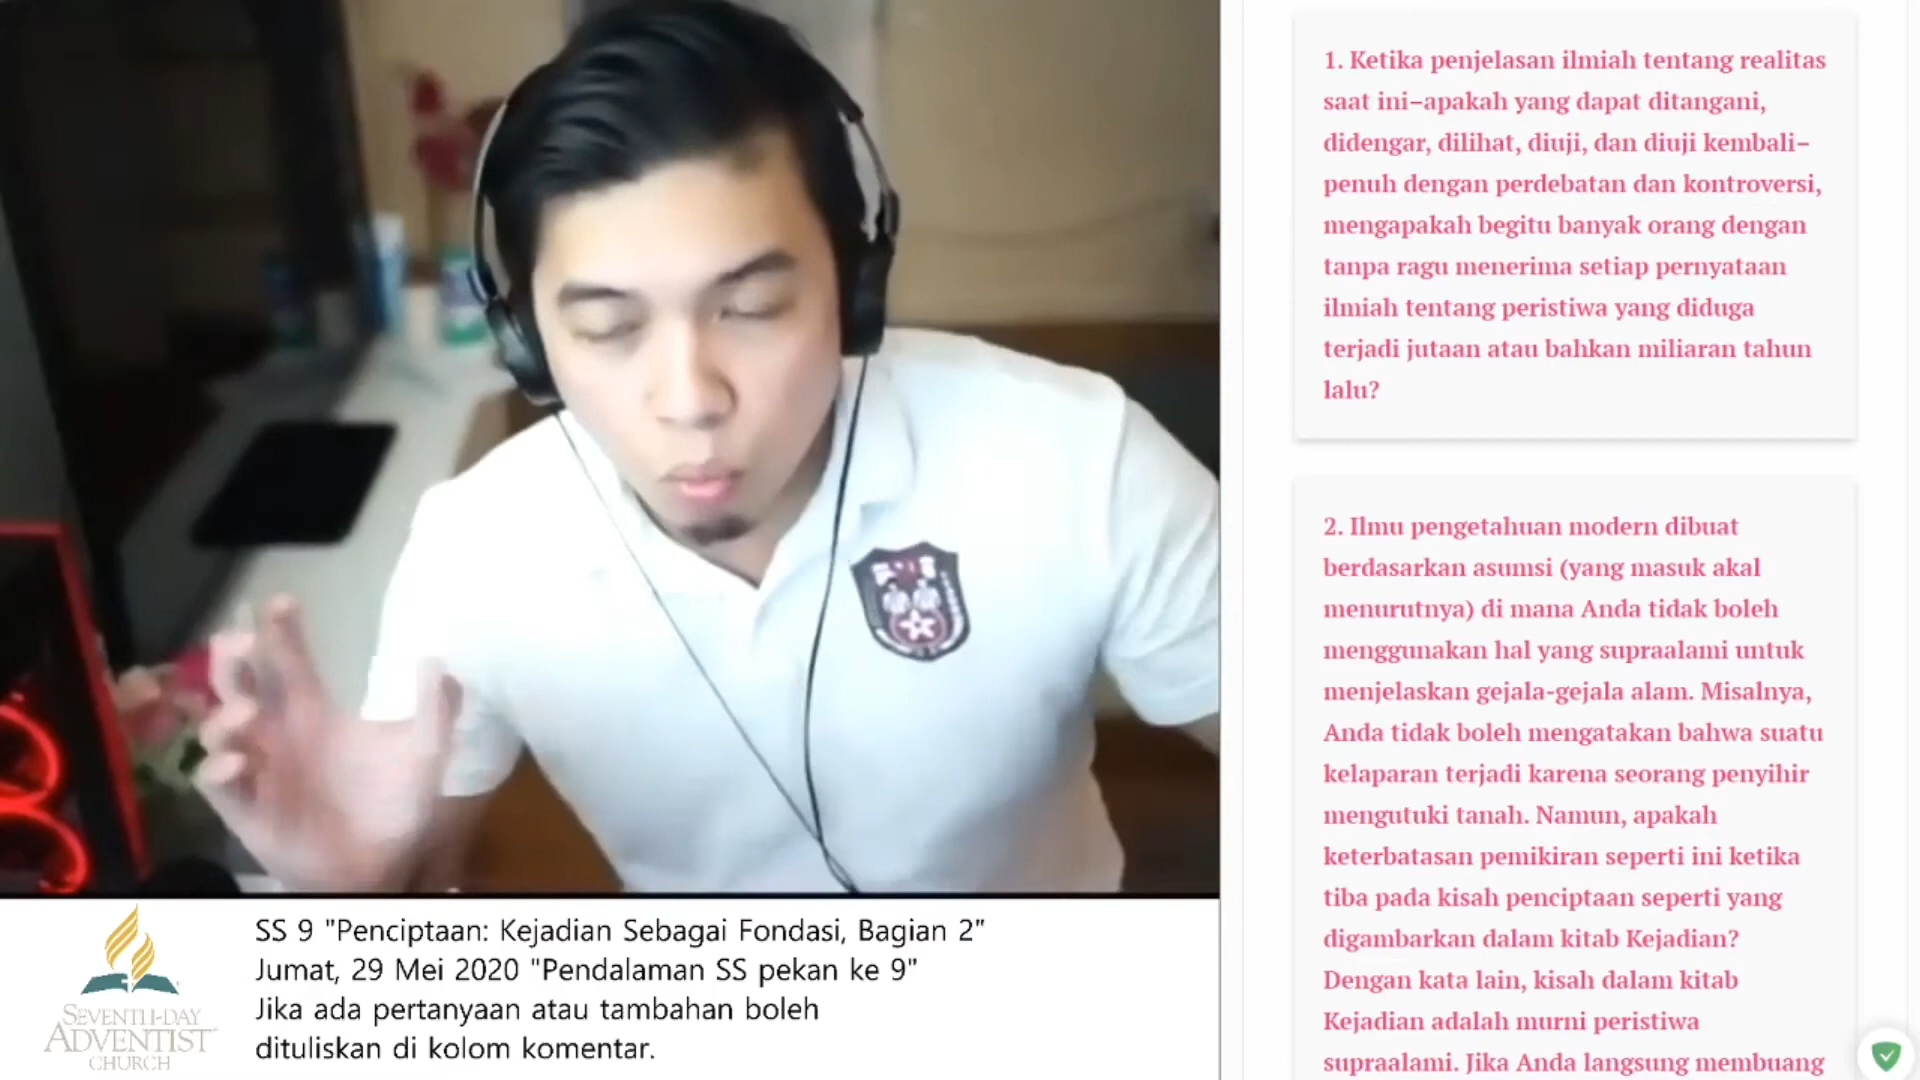 1. Ketika penjelasan ilmiah tentang realitas
saat ini–apakah yang dapat ditangani,
didengar, dilihat, diuji, dan diuji kembali–
penuh dengan perdebatan dan kontroversi,
mengapakah begitu banyak orang dengan
tanpa ragu menerima setiap pernyataan
ilmiah tentang peristiwa yang diduga
terjadi jutaan atau bahkan miliaran tahun
lalu?
2. Ilmu pengetahuan modern dibuat
berdasarkan asumsi (yang masuk akal
menurutnya) di mana Anda tidak boleh
menggunakan hal yang supraalami untuk
menjelaskan gejala-gejala alam. Misalnya,
Anda tidak boleh mengatakan bahwa suatu
kelaparan terjadi karena seorang penyihir
mengutuki tanah. Namun, apakah
keterbatasan pemikiran seperti ini ketika
tiba pada kisah penciptaan seperti yang
digambarkan dalam kitab Kejadian?
Dengan kata lain, kisah dalam kitab
Kejadian adalah murni peristiwa
supraalami. Jika Anda langsung membuang
SEVENTH-DAY
ADVENTIST
CHURCH
SS 9 "Penciptaan: Kejadian Sebagai Fondasi, Bagian 2"
Jumat, 29 Mei 2020 "Pendalaman SS pekan ke 9"
Jika ada pertanyaan atau tambahan boleh
dituliskan di kolom komentar.